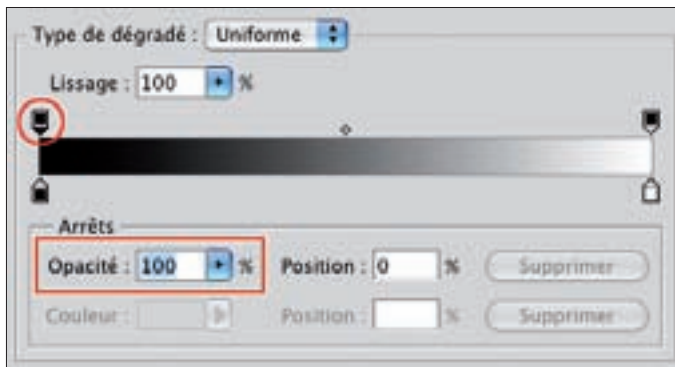 Type de dégradé : Uniforme
Lissage : 100 %
Arrêts
Opacité : 100 % Position : 0 % Supprimer
Couleur : Position : % Supprimer